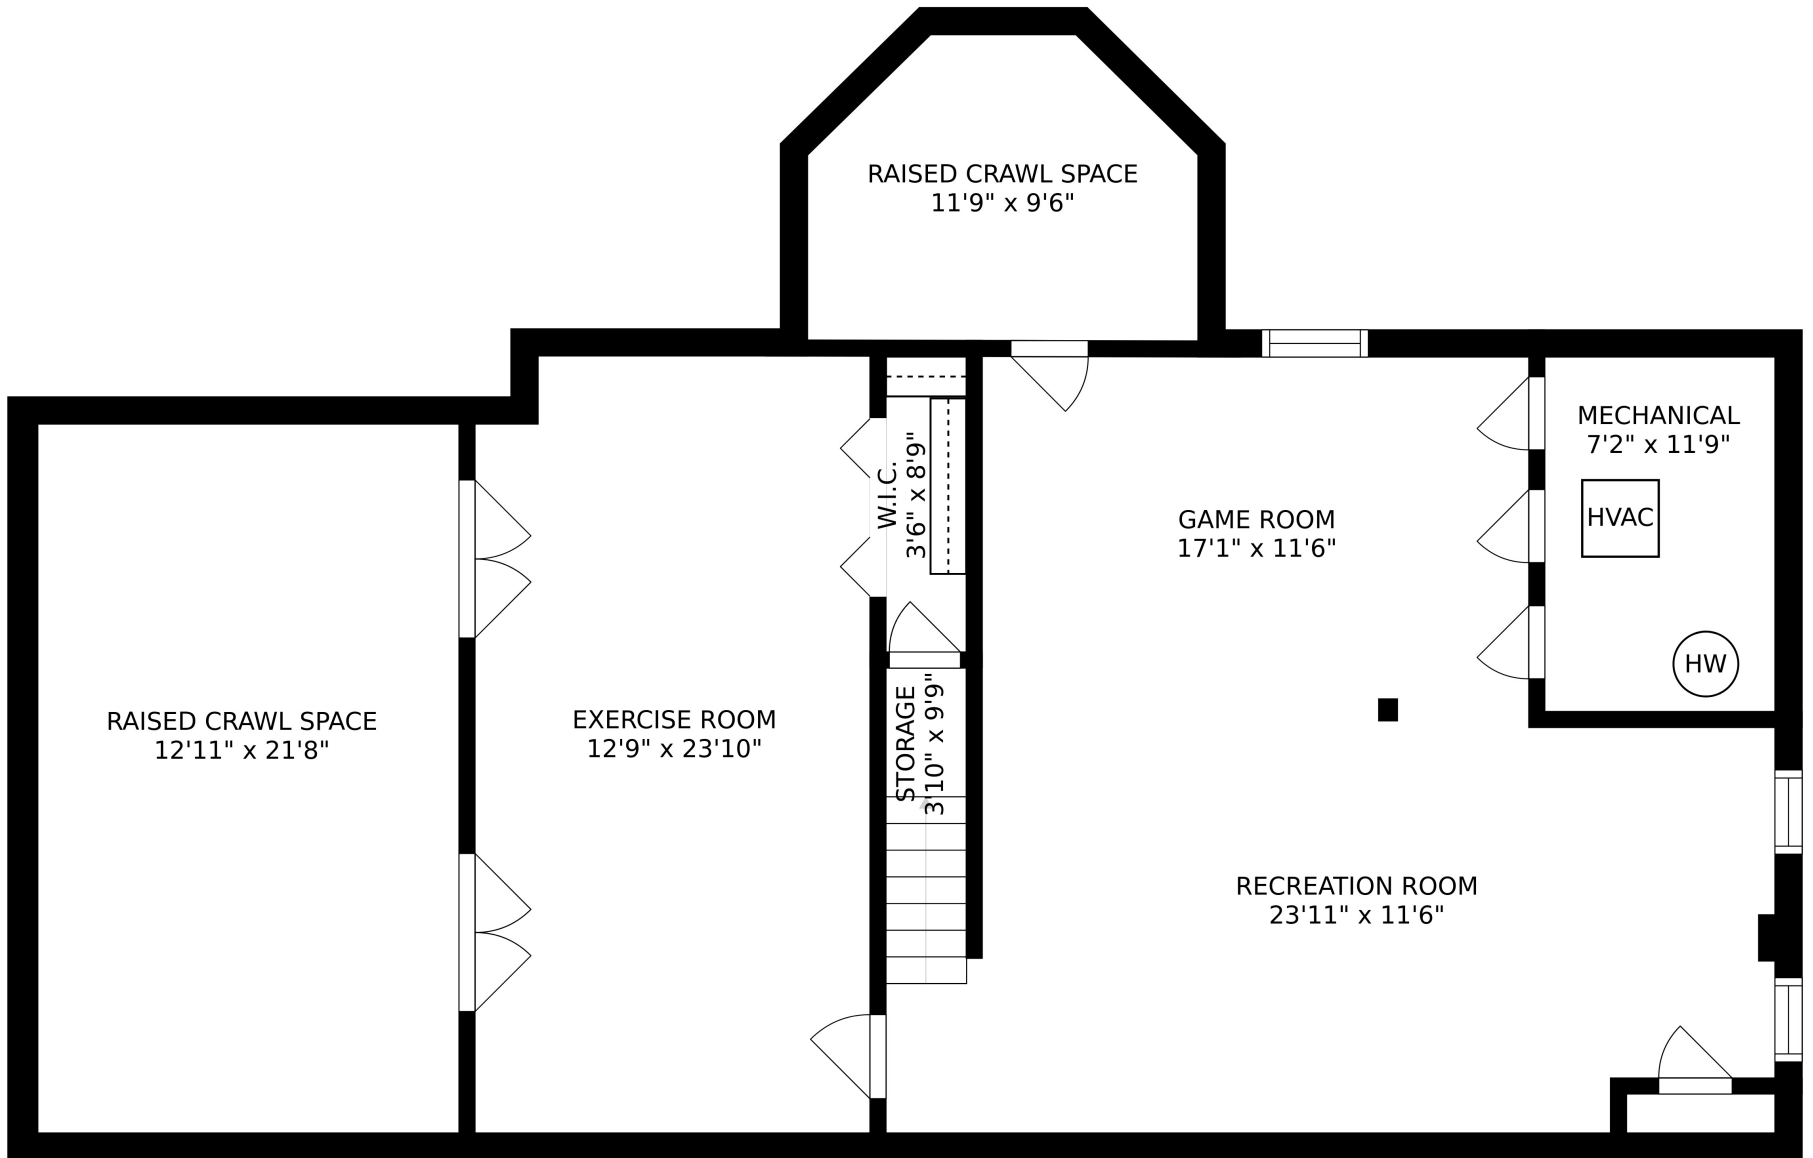 RAISED CRAWL SPACE
11'9" x 9'6"
MECHANICAL
7'2" x 11'9"
W.I.C.
3'6" x 8'9"
GAME ROOM
17'1" x 11'6"
HVAC
HW
STORAGE
3'10" x 9'9"
RAISED CRAWL SPACE
12'11" x 21'8"
EXERCISE ROOM
12'9" x 23'10"
RECREATION ROOM
23'11" x 11'6"